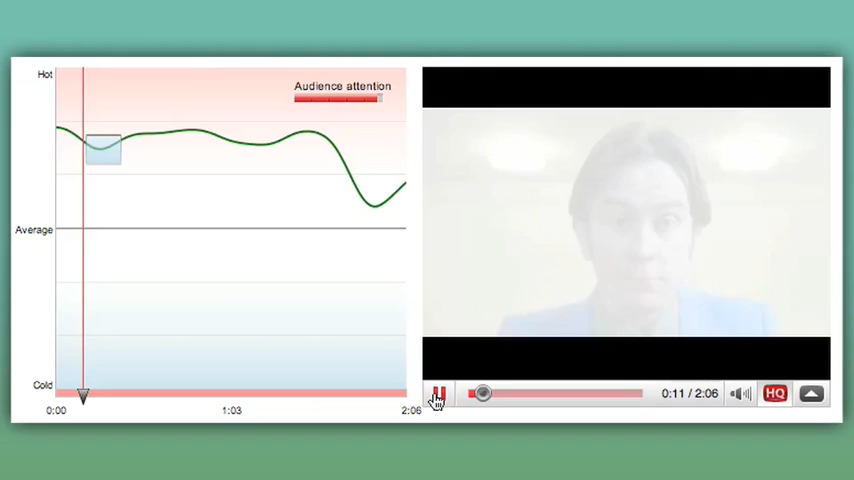 Hot
Audience attention
Average
Cold
0:00
1:03
2:06
0:11 / 2:06
HQ